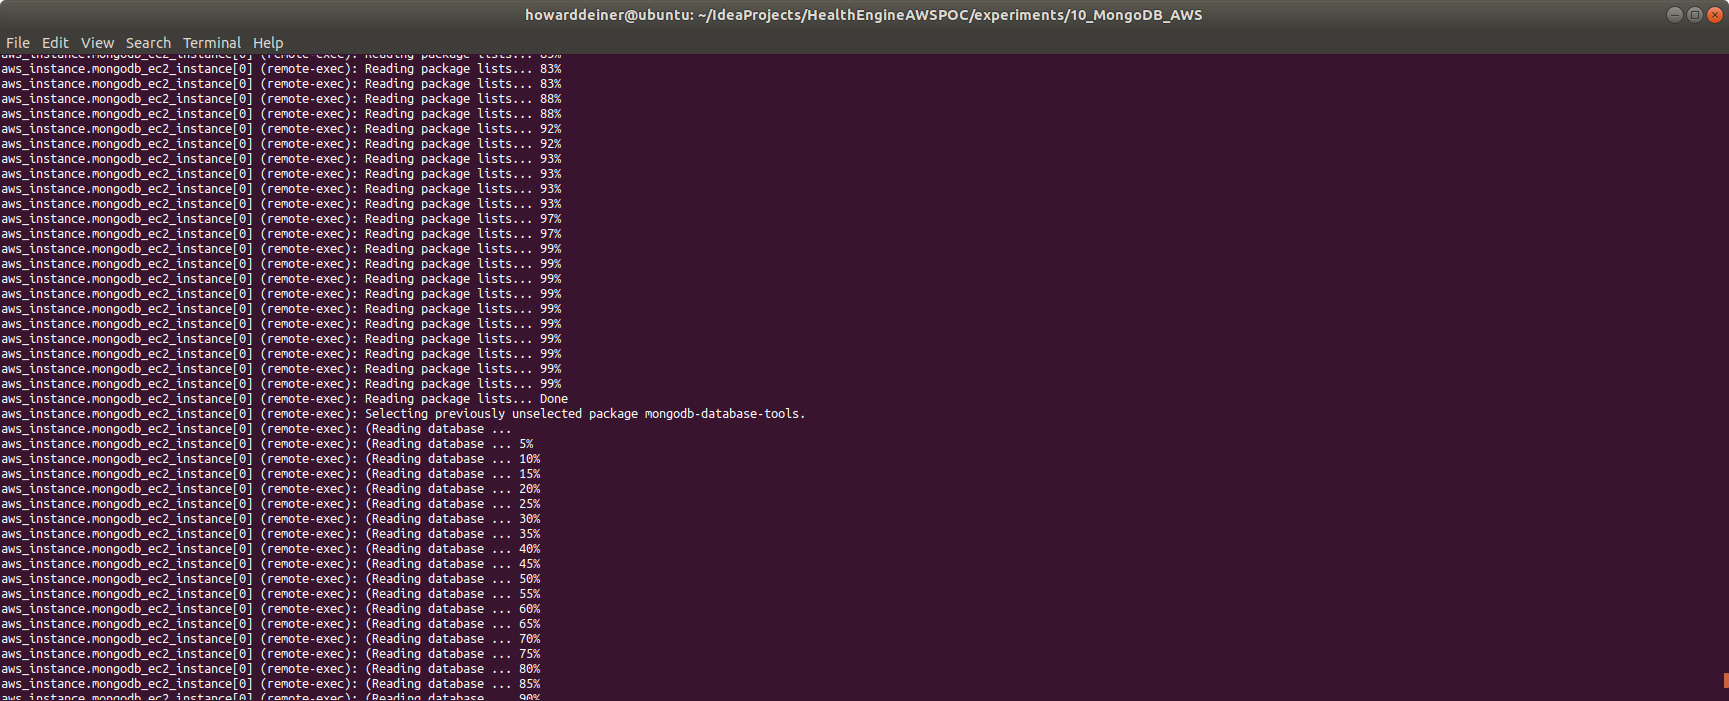 howarddeiner@ubuntu: ~/IdeaProjects/HealthEngineAWSPOC/experiments/10_MongoDB_AWS
File Edit View Search Terminal Help
aws_instance.mongodb_ec2_instance[0] (remote-exec): Reading package lists... 83%
aws_instance.mongodb_ec2_instance[0] (remote-exec): Reading package lists... 83%
aws_instance.mongodb_ec2_instance[0] (remote-exec): Reading package lists... 83%
aws_instance.mongodb_ec2_instance[0] (remote-exec): Reading package lists... 88%
aws_instance.mongodb_ec2_instance[0] (remote-exec): Reading package lists... 88%
aws_instance.mongodb_ec2_instance[0] (remote-exec): Reading package lists... 92%
aws_instance.mongodb_ec2_instance[0] (remote-exec): Reading package lists... 92%
aws_instance.mongodb_ec2_instance[0] (remote-exec): Reading package lists... 93%
aws_instance.mongodb_ec2_instance[0] (remote-exec): Reading package lists... 93%
aws_instance.mongodb_ec2_instance[0] (remote-exec): Reading package lists... 93%
aws_instance.mongodb_ec2_instance[0] (remote-exec): Reading package lists... 93%
aws_instance.mongodb_ec2_instance[0] (remote-exec): Reading package lists... 97%
aws_instance.mongodb_ec2_instance[0] (remote-exec): Reading package lists... 97%
aws_instance.mongodb_ec2_instance[0] (remote-exec): Reading package lists... 99%
aws_instance.mongodb_ec2_instance[0] (remote-exec): Reading package lists... 99%
aws_instance.mongodb_ec2_instance[0] (remote-exec): Reading package lists... 99%
aws_instance.mongodb_ec2_instance[0] (remote-exec): Reading package lists... 99%
aws_instance.mongodb_ec2_instance[0] (remote-exec): Reading package lists... 99%
aws_instance.mongodb_ec2_instance[0] (remote-exec): Reading package lists... 99%
aws_instance.mongodb_ec2_instance[0] (remote-exec): Reading package lists... 99%
aws_instance.mongodb_ec2_instance[0] (remote-exec): Reading package lists... 99%
aws_instance.mongodb_ec2_instance[0] (remote-exec): Reading package lists... 99%
aws_instance.mongodb_ec2_instance[0] (remote-exec): Reading package lists... 99%
aws_instance.mongodb_ec2_instance[0] (remote-exec): Reading package lists... Done
aws_instance.mongodb_ec2_instance[0] (remote-exec): Selecting previously unselected package mongodb-database-tools.
aws_instance.mongodb_ec2_instance[0] (remote-exec): (Reading database ...
aws_instance.mongodb_ec2_instance[0] (remote-exec): (Reading database ... 5%
aws_instance.mongodb_ec2_instance[0] (remote-exec): (Reading database ... 10%
aws_instance.mongodb_ec2_instance[0] (remote-exec): (Reading database ... 15%
aws_instance.mongodb_ec2_instance[0] (remote-exec): (Reading database ... 20%
aws_instance.mongodb_ec2_instance[0] (remote-exec): (Reading database ... 25%
aws_instance.mongodb_ec2_instance[0] (remote-exec): (Reading database ... 30%
aws_instance.mongodb_ec2_instance[0] (remote-exec): (Reading database ... 35%
aws_instance.mongodb_ec2_instance[0] (remote-exec): (Reading database ... 40%
aws_instance.mongodb_ec2_instance[0] (remote-exec): (Reading database ... 45%
aws_instance.mongodb_ec2_instance[0] (remote-exec): (Reading database ... 50%
aws_instance.mongodb_ec2_instance[0] (remote-exec): (Reading database ... 55%
aws_instance.mongodb_ec2_instance[0] (remote-exec): (Reading database ... 60%
aws_instance.mongodb_ec2_instance[0] (remote-exec): (Reading database ... 65%
aws_instance.mongodb_ec2_instance[0] (remote-exec): (Reading database ... 70%
aws_instance.mongodb_ec2_instance[0] (remote-exec): (Reading database ... 75%
aws_instance.mongodb_ec2_instance[0] (remote-exec): (Reading database ... 80%
aws_instance.mongodb_ec2_instance[0] (remote-exec): (Reading database ... 85%
aws_instance.mongodb_ec2_instance[0] (remote-exec): (Reading database ... 90%